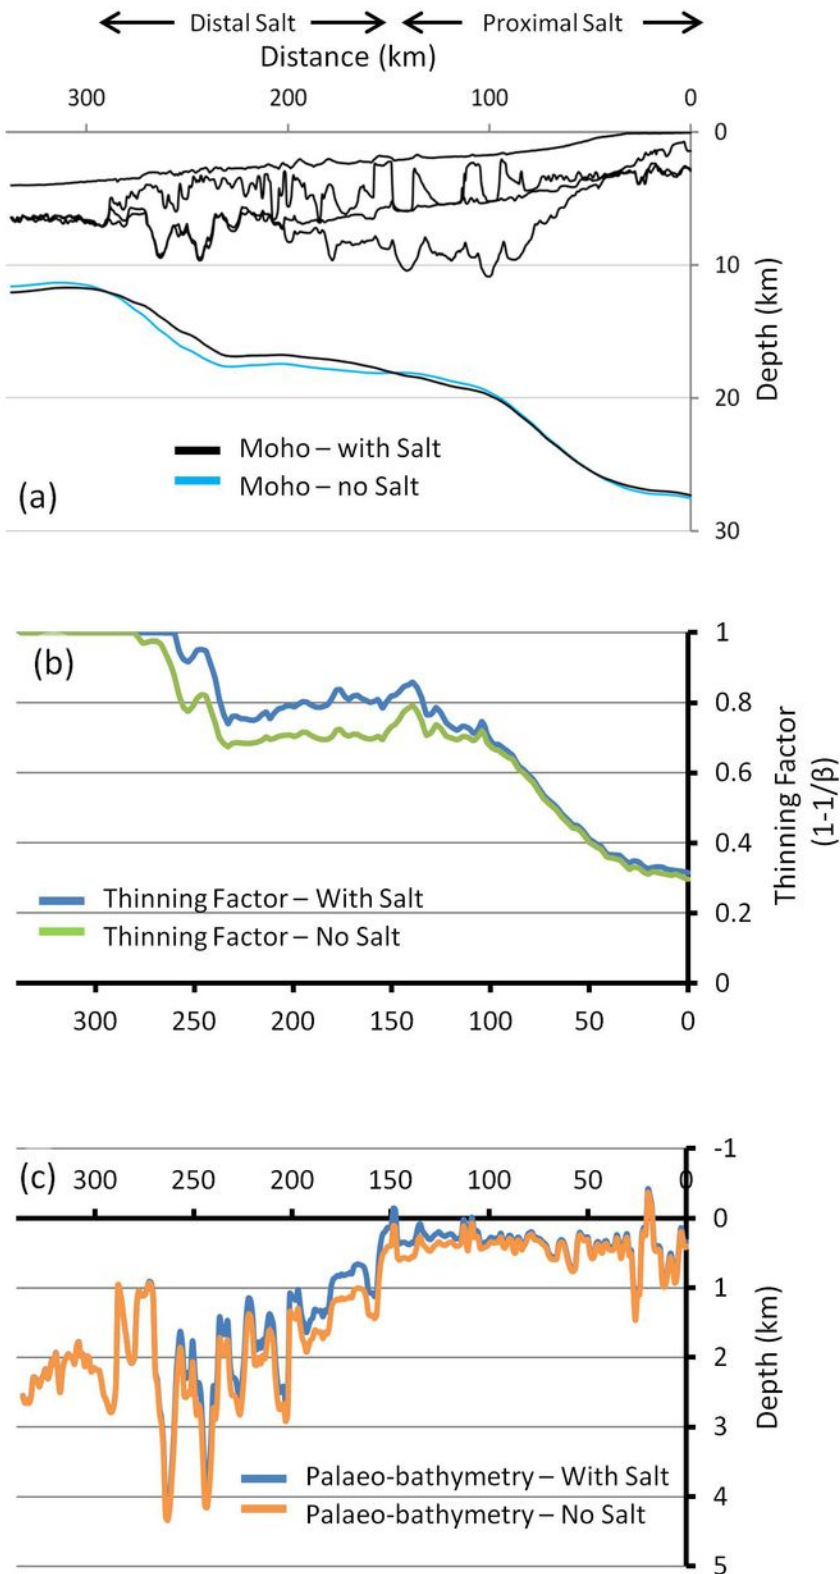 Distal Salt Proximal Salt
Distance (km)
300 200 100 0
0
10
20
30
Depth (km)
Moho – with Salt
Moho – no Salt
(a)
(b)
1
0.8
0.6
0.4
0.2
0
Thinning Factor
(1-1/β)
Thinning Factor – With Salt
Thinning Factor – No Salt
300 250 200 150 100 50 0
(c)
-1
300 250 200 150 100 50 0
0
1
2
3
4
5
Depth (km)
Palaeo-bathymetry – With Salt
Palaeo-bathymetry – No Salt